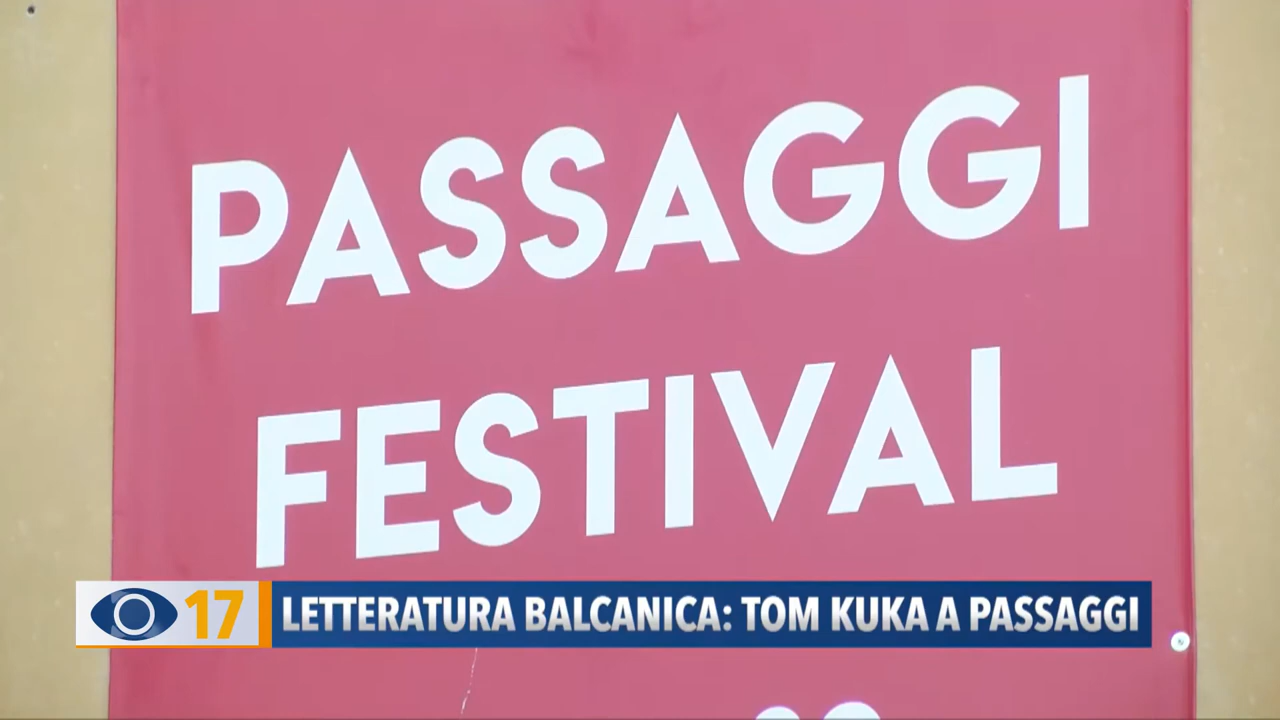 PASSAGGI
FESTIVAL
17 LETTERATURA BALCANICA: TOM KUKA A PASSAGGI